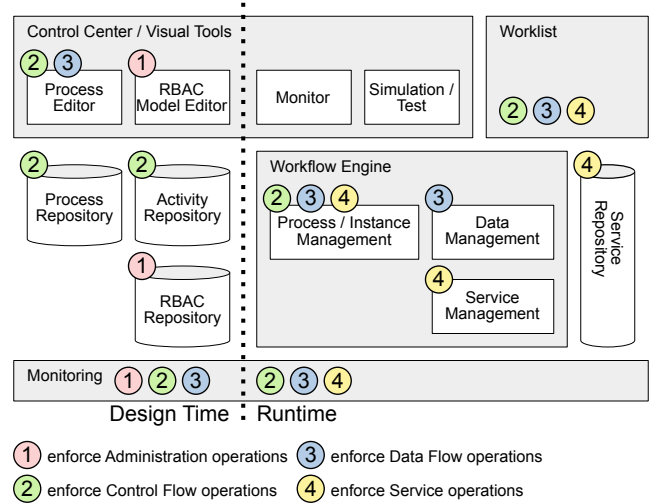 Control Center / Visual Tools
Worklist
2 3
1
Process
Editor
RBAC
Model Editor
Monitor
Simulation /
Test
2 3 4
2
Process
Repository
2
Activity
Repository
1
RBAC
Repository
Workflow Engine
2 3 4
Process / Instance
Management
3
Data
Management
4
Service
Management
4
Service
Repository
Monitoring
1 2 3
2 3 4
Design Time
Runtime
1 enforce Administration operations
3 enforce Data Flow operations
2 enforce Control Flow operations
4 enforce Service operations